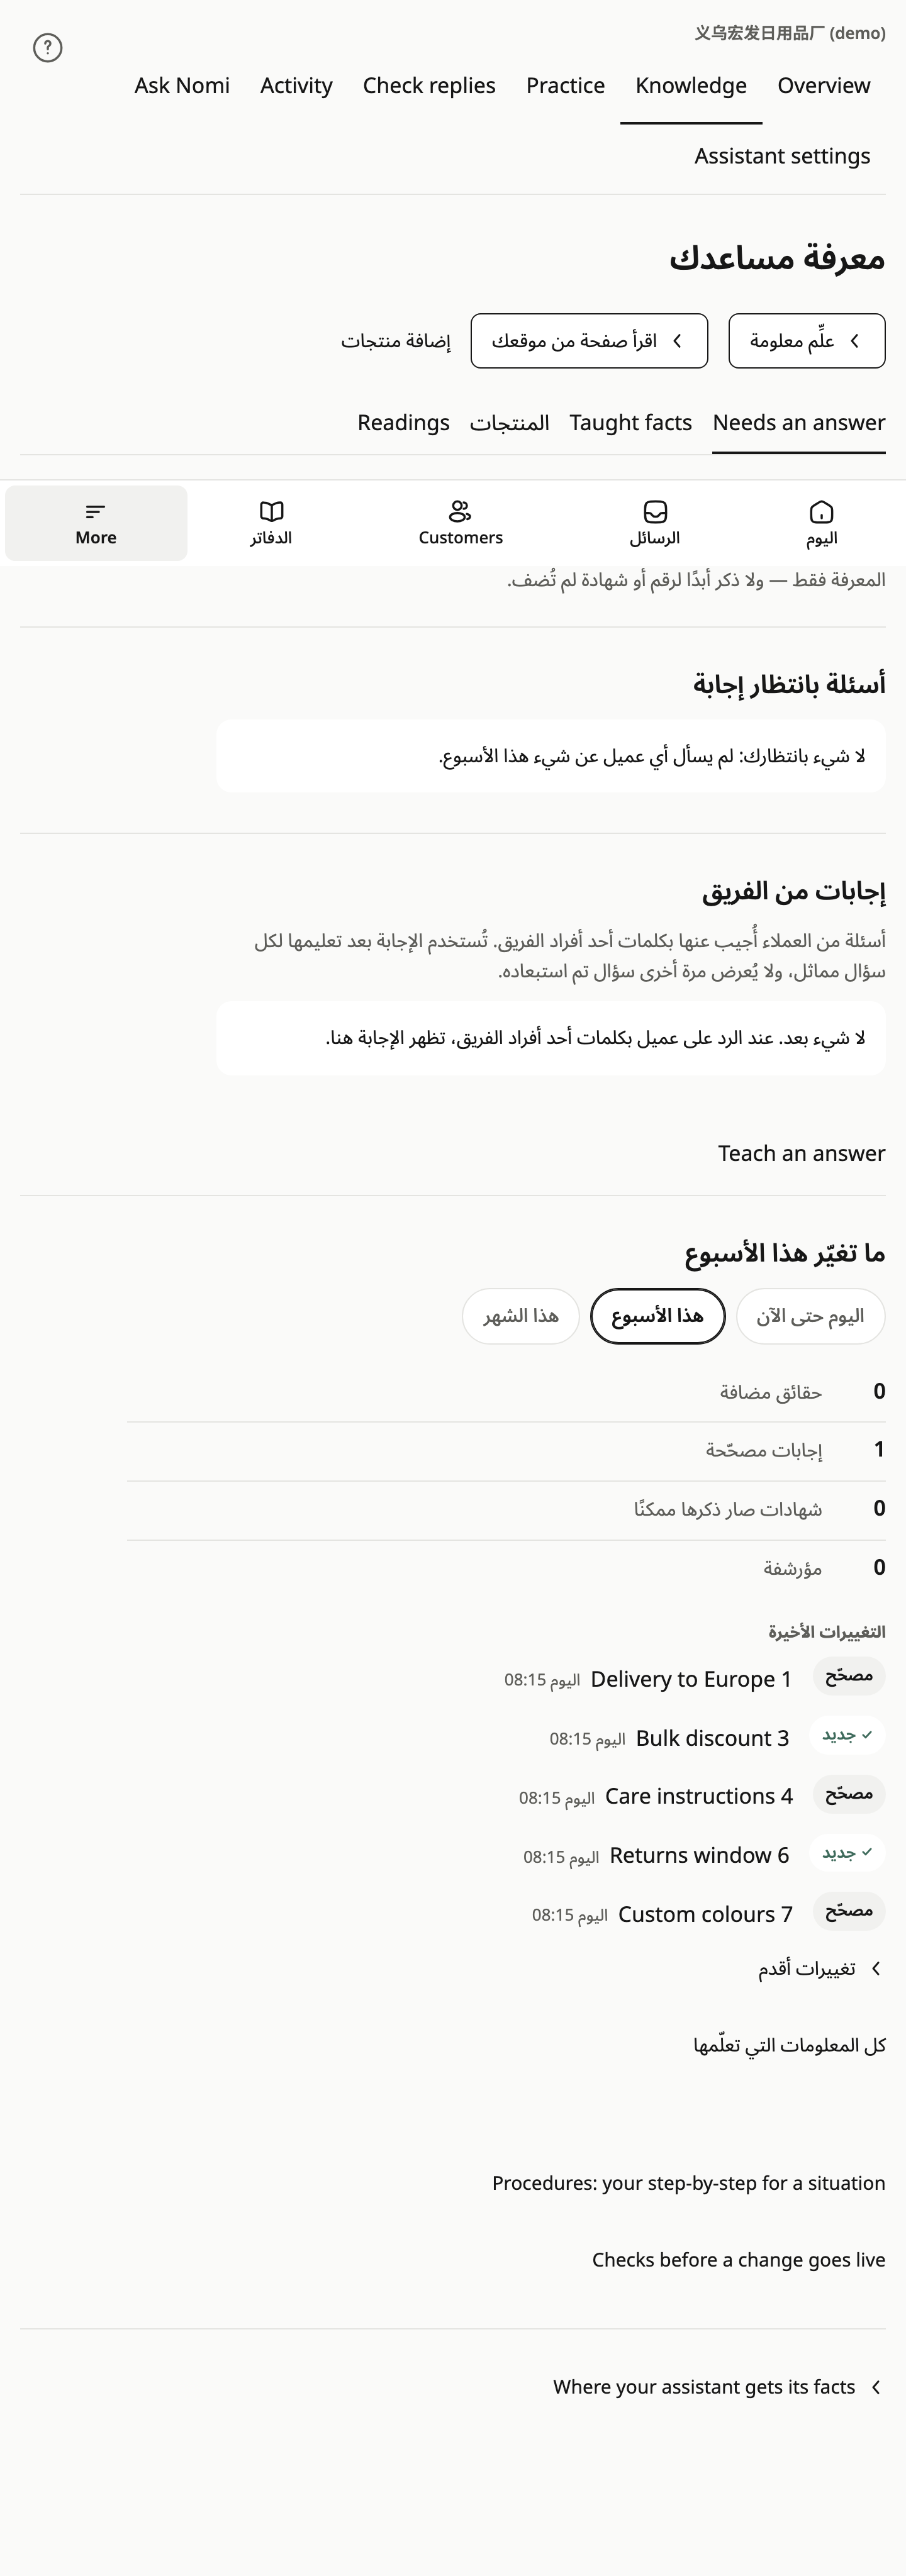 义乌宏发日用品厂 (demo)
Overview Knowledge Practice Check replies Activity Ask Nomi
Assistant settings
معرفة مساعدك
علِّم معلومة
اقرأ صفحة من موقعك
إضافة منتجات
Needs an answer Taught facts المنتجات Readings
اليوم الرسائل Customers الدفاتر More
المعرفة فقط — ولا ذكر أبدًا لرقم أو شهادة لم تُضف.
أسئلة بانتظار إجابة
لا شيء بانتظارك: لم يسأل أي عميل عن شيء هذا الأسبوع.
إجابات من الفريق
أسئلة من العملاء أُجيب عنها بكلمات أحد أفراد الفريق. تُستخدم الإجابة بعد تعليمها لكل
سؤال مماثل، ولا يُعرض مرة أخرى سؤال تم استبعاده.
لا شيء بعد. عند الرد على عميل بكلمات أحد أفراد الفريق، تظهر الإجابة هنا.
Teach an answer
ما تغيّر هذا الأسبوع
اليوم حتى الآن هذا الأسبوع هذا الشهر
0 حقائق مضافة
1 إجابات مصحّحة
0 شهادات صار ذكرها ممكنًا
0 مؤرشفة
التغييرات الأخيرة
مصحّح Delivery to Europe 1 اليوم 08:15
جديد Bulk discount 3 اليوم 08:15
مصحّح Care instructions 4 اليوم 08:15
جديد Returns window 6 اليوم 08:15
مصحّح Custom colours 7 اليوم 08:15
تغييرات أقدم
كل المعلومات التي تعلّمها
Procedures: your step-by-step for a situation
Checks before a change goes live
Where your assistant gets its facts